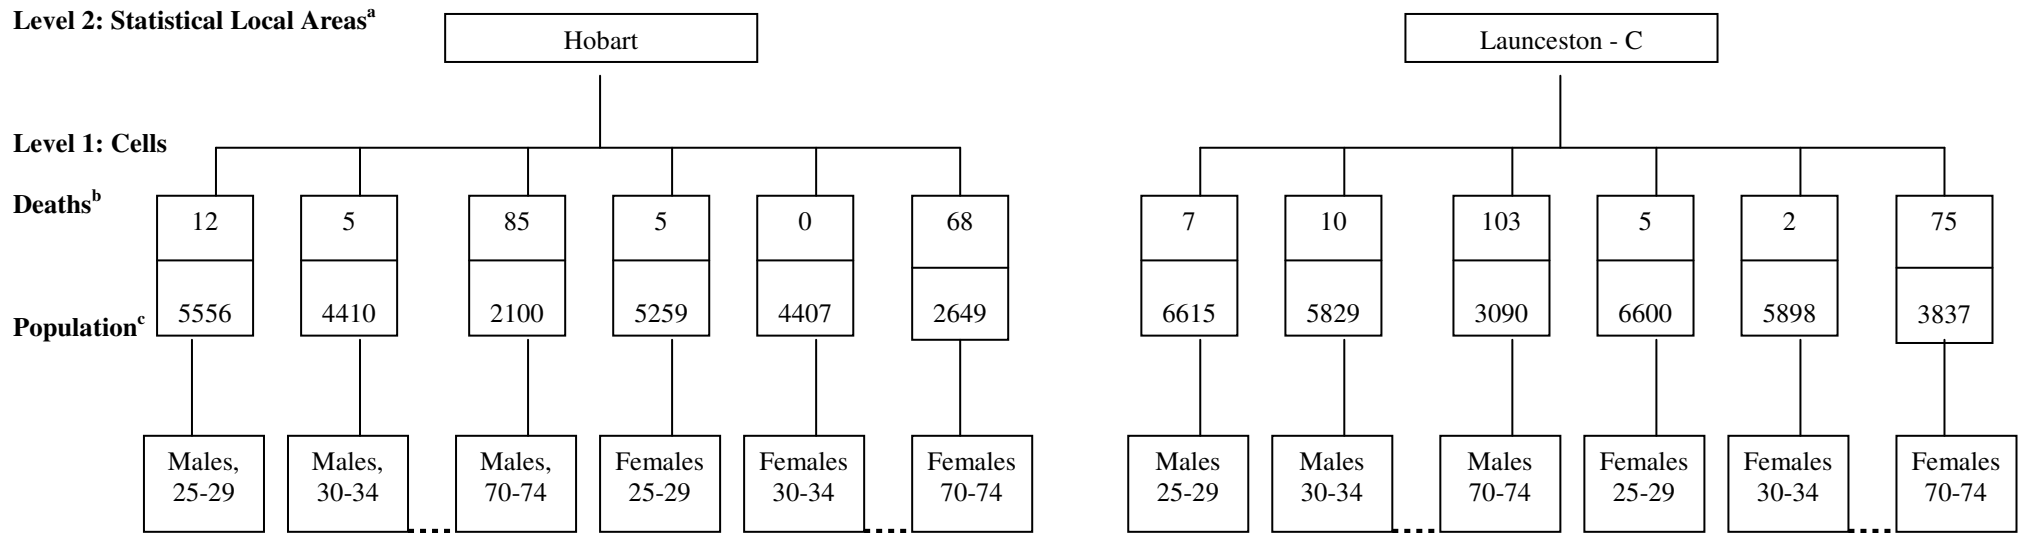 Level 2: Statistical Local Areasᵃ
Hobart
Launceston - C
Level 1: Cells
Deathsᵇ
12 5 85 5 0 68 7 10 103 5 2 75
Populationᶜ
5556 4410 2100 5259 4407 2649 6615 5829 3090 6600 5898 3837
Males, Males, Males, Females Females Females Males Males Males Females Females Females
25-29 30-34 70-74 25-29 30-34 70-74 25-29 30-34 70-74 25-29 30-34 70-74